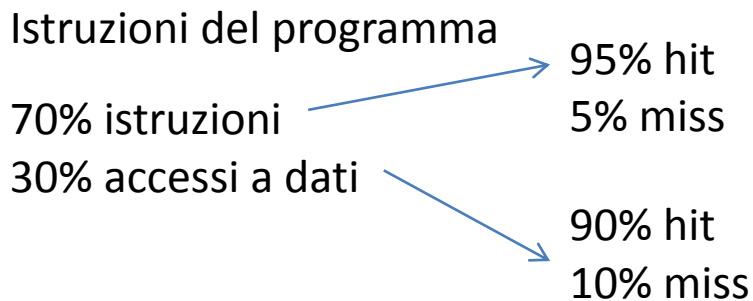 Istruzioni del programma
70% istruzioni
30% accessi a dati
95% hit
5% miss
90% hit
10% miss